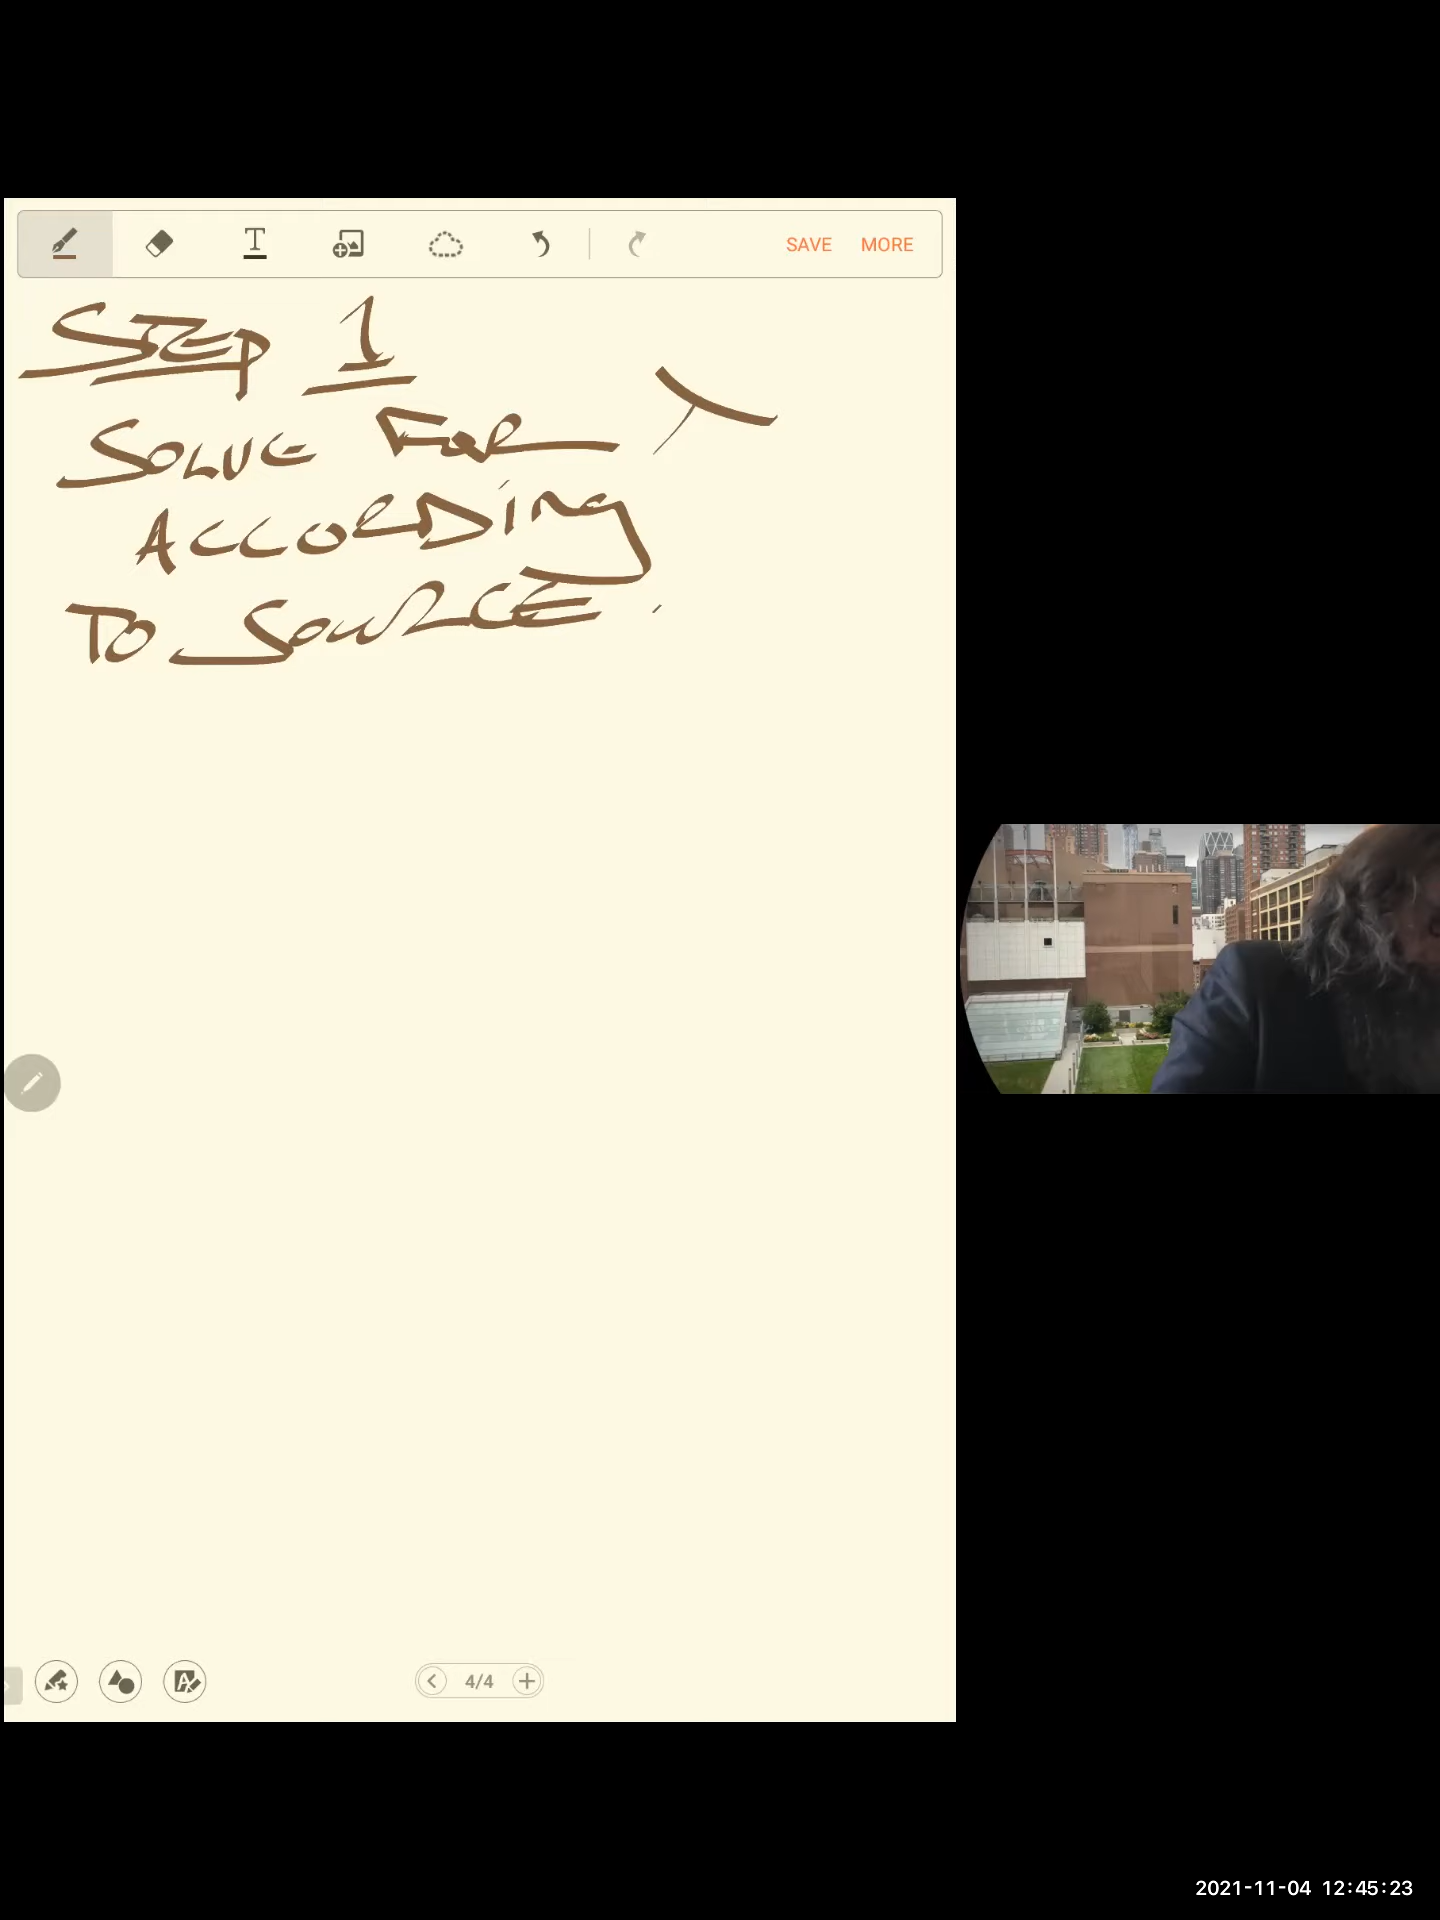 T
SAVE MORE
STEP 1
SOLVE FOR λ
ACCORDING
TO SOURCE.
A
4/4
2021-11-04 12:45:23